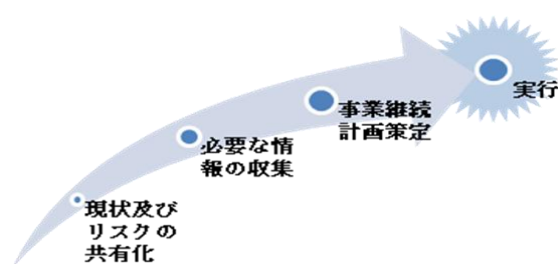 現状及び
リスクの
共有化
必要な情
報の収集
事業継続
計画策定
実行